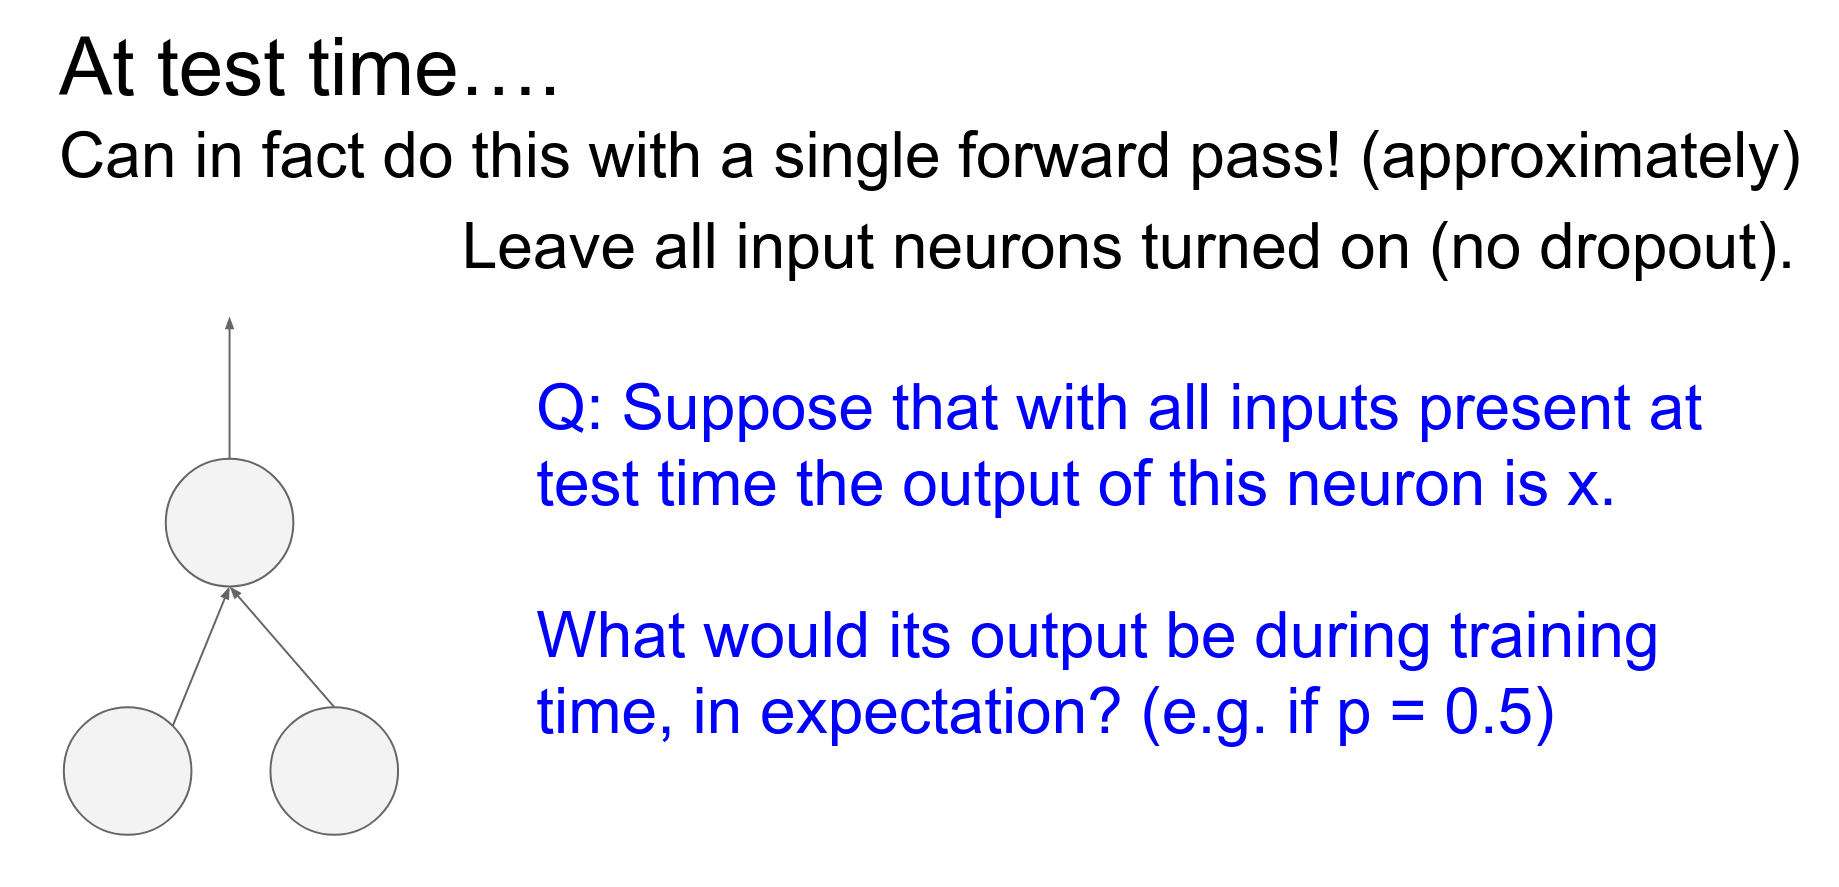 At test time….
Can in fact do this with a single forward pass! (approximately)
Leave all input neurons turned on (no dropout).
Q: Suppose that with all inputs present at
test time the output of this neuron is x.
What would its output be during training
time, in expectation? (e.g. if p = 0.5)